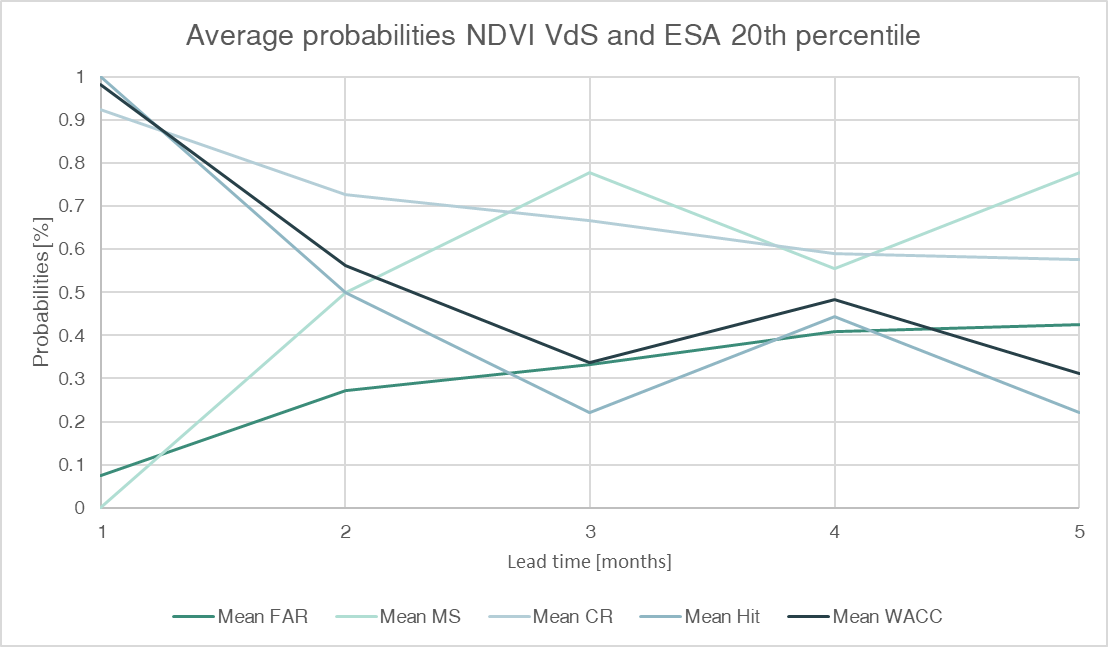 Average probabilities NDVI VdS and ESA 20th percentile
1
0.9
0.8
0.7
0.6
0.5
0.4
0.3
0.2
0.1
0
Probabilities [%]
1 2 3 4 5
Lead time [months]
Mean FAR Mean MS Mean CR Mean Hit Mean WACC